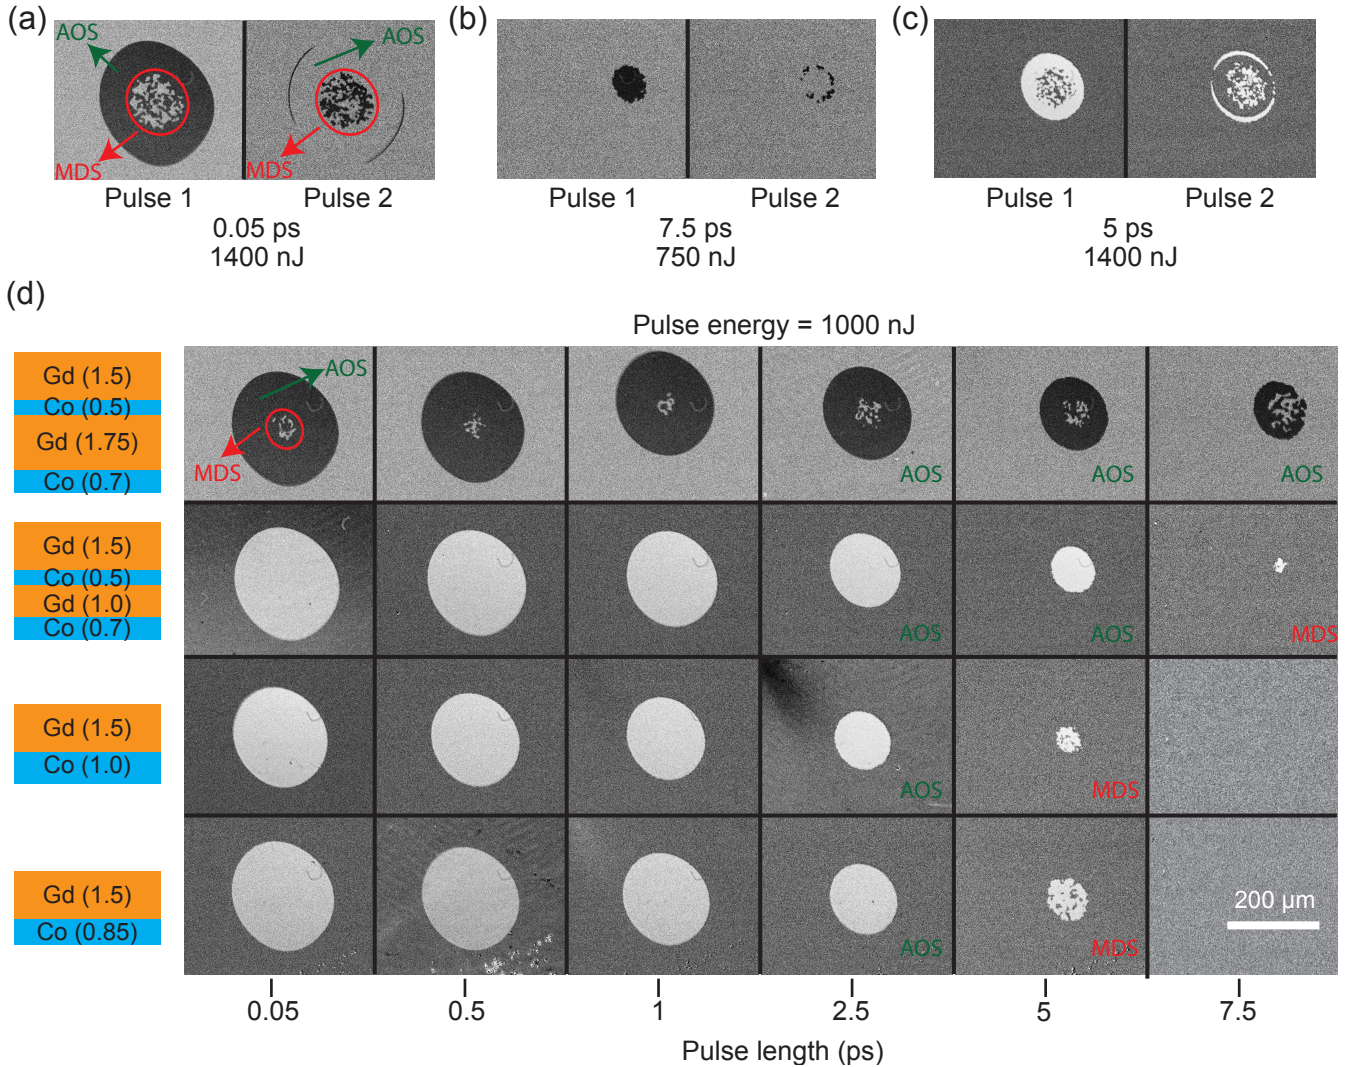 (a)
AOS
MDS
AOS
MDS
Pulse 1
Pulse 2
0.05 ps
1400 nJ
(b)
Pulse 1
Pulse 2
7.5 ps
750 nJ
(c)
Pulse 1
Pulse 2
5 ps
1400 nJ
(d)
Pulse energy = 1000 nJ
Gd (1.5)
Co (0.5)
Gd (1.75)
Co (0.7)
AOS
MDS
AOS
AOS
AOS
Gd (1.5)
Co (0.5)
Gd (1.0)
Co (0.7)
AOS
AOS
MDS
Gd (1.5)
Co (1.0)
AOS
MDS
Gd (1.5)
Co (0.85)
AOS
MDS
200 µm
0.05
0.5
1
2.5
5
7.5
Pulse length (ps)